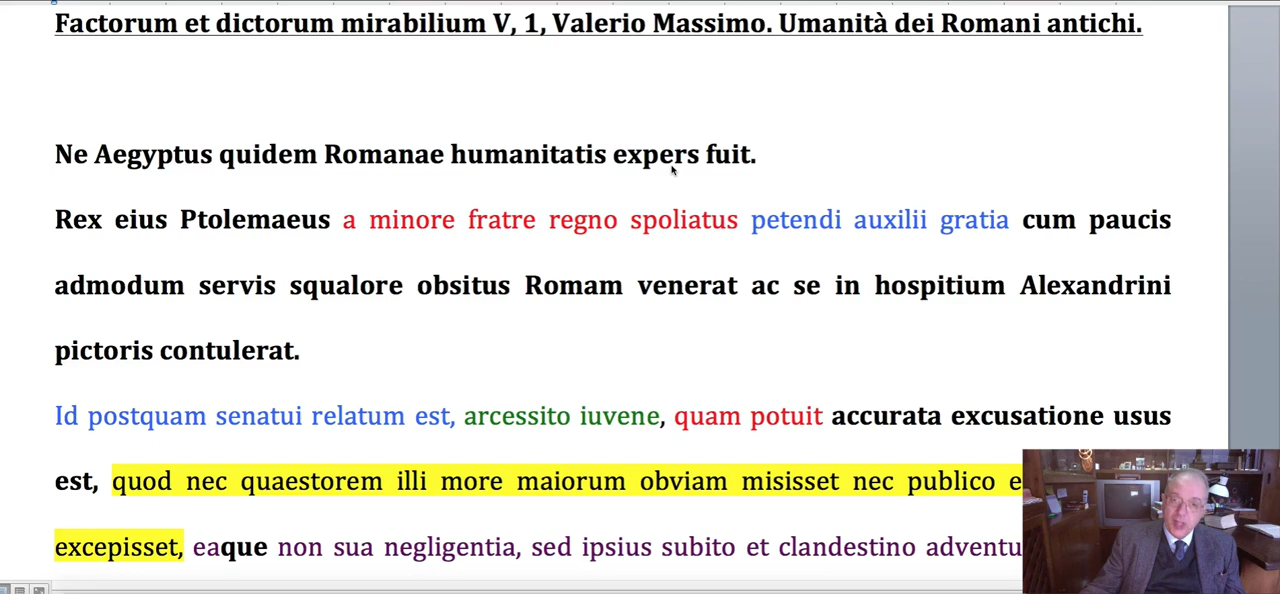 Factorum et dictorum mirabilium V, 1, Valerio Massimo. Umanità dei Romani antichi.
Ne Aegyptus quidem Romanae humanitatis expers fuit.
Rex eius Ptolemaeus a minore fratre regno spoliatus petendi auxilii gratia cum paucis
admodum servis squalore obsitus Romam venerat ac se in hospitium Alexandrini
pictoris contulerat.
Id postquam senatui relatum est, arcessito iuvene, quam potuit accurata excusatione usus
est, quod nec quaestorem illi more maiorum obviam misisset nec publico
excepisset, eaque non sua negligentia, sed ipsius subito et clandestino